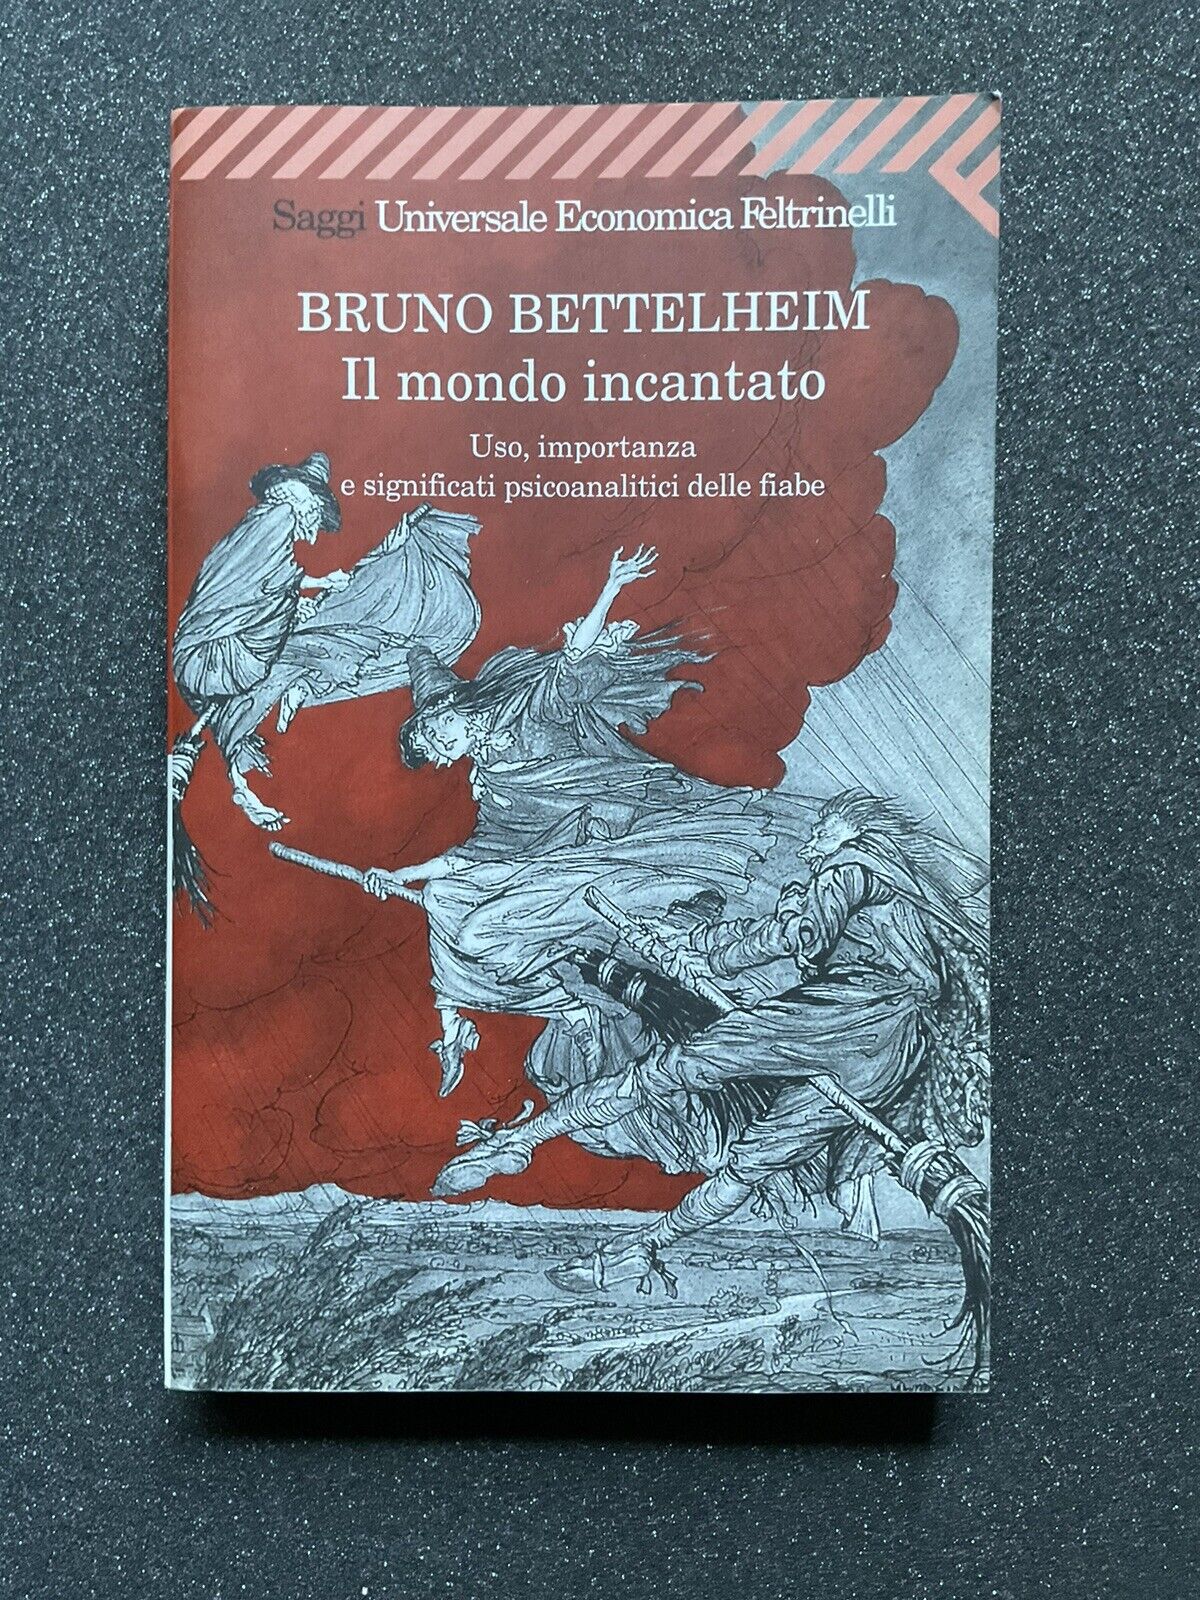 Saggi Universale Economica Feltrinelli
BRUNO BETTELHEIM
Il mondo incantato
Uso, importanza
e significati psicoanalitici delle fiabe